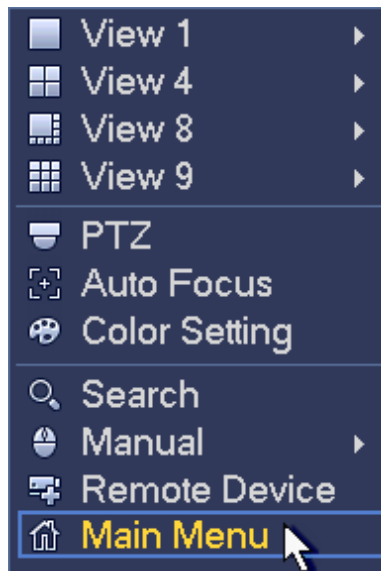 View 1
View 4
View 8
View 9
PTZ
Auto Focus
Color Setting
Search
Manual
Remote Device
Main Menu